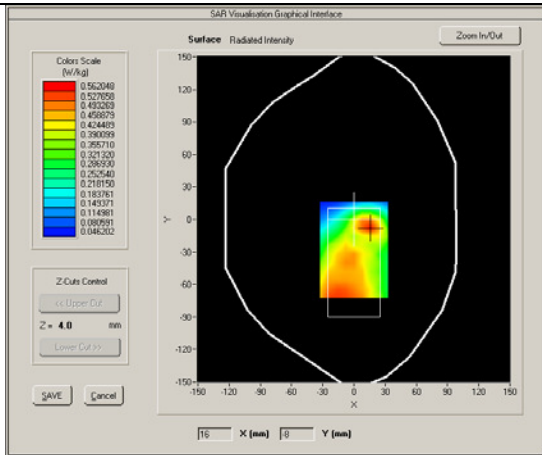 SAR Visualisation Graphical Interface
Surface Radiated Intensity
Zoom In/Out
Colors Scale
(W/kg)
0.562048
0.527658
0.493269
0.458879
0.424489
0.390099
0.355710
0.321320
0.286930
0.252540
0.218150
0.183761
0.149371
0.114981
0.080591
0.046202
Z-Cuts Control
<< Upper Cut
Z = 4.0 mm
Lower Cut >>
SAVE
Cancel
150
120
90
60
30
0
-30
-60
-90
-120
-150
Y
-150 -120 -90 -60 -30 0 30 60 90 120 150
X
16 X (mm) -8 Y (mm)